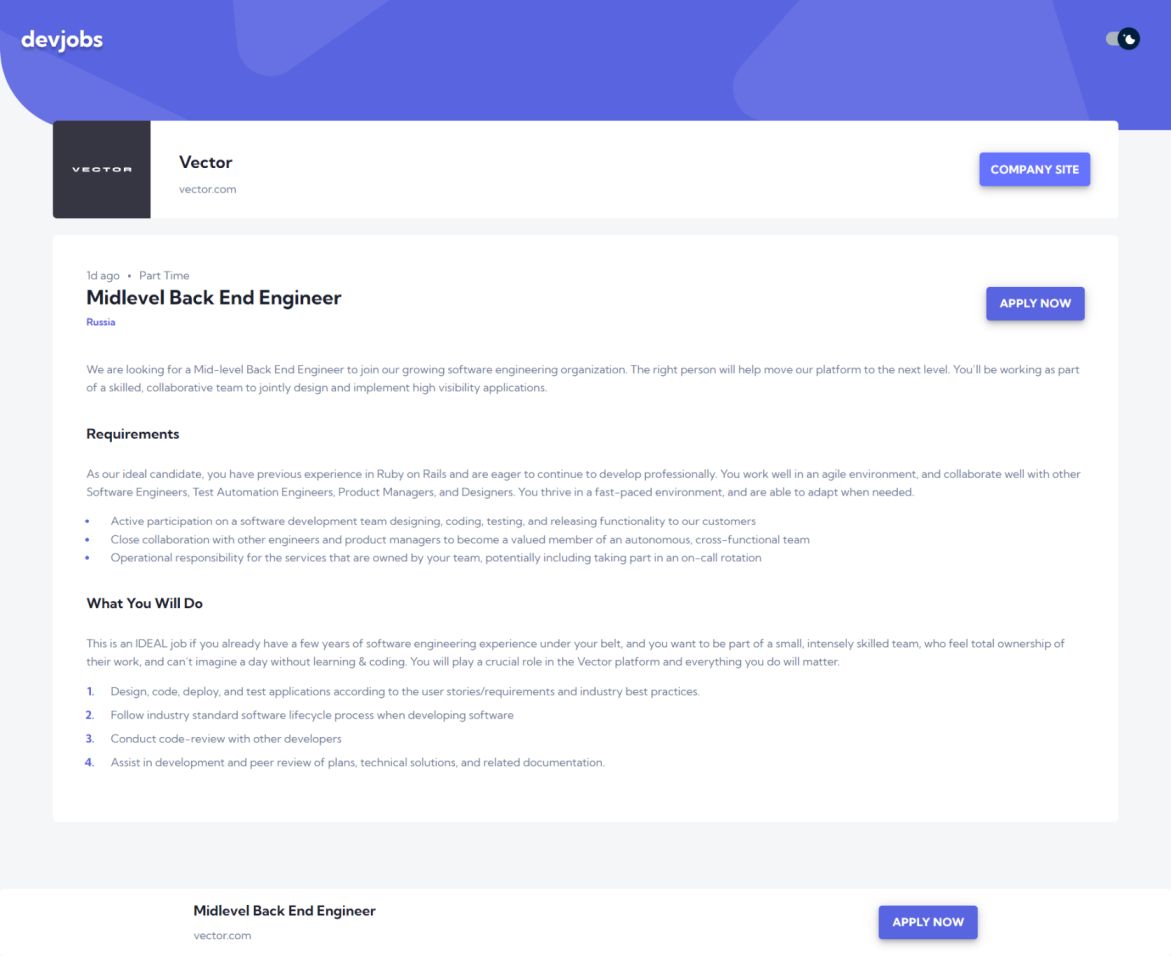 devjobs
VECTOR
Vector
vector.com
COMPANY SITE
1d ago • Part Time
Midlevel Back End Engineer
Russia
APPLY NOW
We are looking for a Mid-level Back End Engineer to join our growing software engineering organization. The right person will help move our platform to the next level. You'll be working as part
of a skilled, collaborative team to jointly design and implement high visibility applications.
Requirements
As our ideal candidate, you have previous experience in Ruby on Rails and are eager to continue to develop professionally. You work well in an agile environment, and collaborate well with other
Software Engineers, Test Automation Engineers, Product Managers, and Designers. You thrive in a fast-paced environment, and are able to adapt when needed.
• Active participation on a software development team designing, coding, testing, and releasing functionality to our customers
• Close collaboration with other engineers and product managers to become a valued member of an autonomous, cross-functional team
• Operational responsibility for the services that are owned by your team, potentially including taking part in an on-call rotation
What You Will Do
This is an IDEAL job if you already have a few years of software engineering experience under your belt, and you want to be part of a small, intensely skilled team, who feel total ownership of
their work, and can't imagine a day without learning & coding. You will play a crucial role in the Vector platform and everything you do will matter.
1. Design, code, deploy, and test applications according to the user stories/requirements and industry best practices.
2. Follow industry standard software lifecycle process when developing software
3. Conduct code-review with other developers
4. Assist in development and peer review of plans, technical solutions, and related documentation.
Midlevel Back End Engineer
vector.com
APPLY NOW